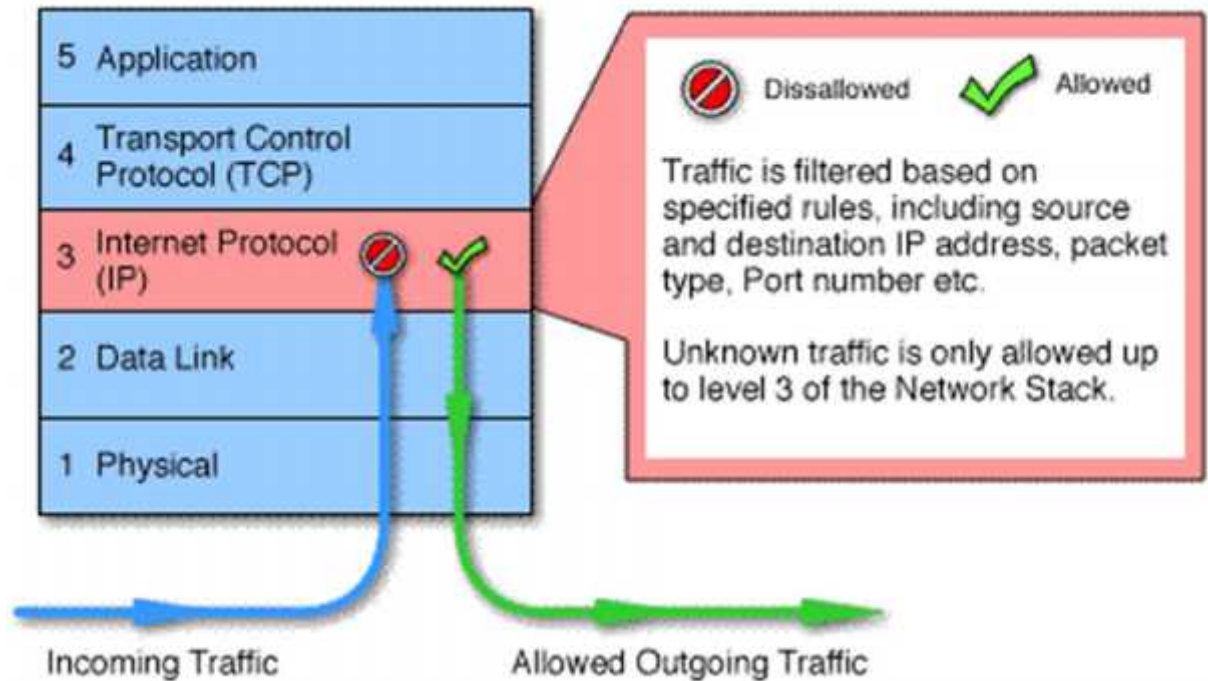 5 Application
4 Transport Control
Protocol (TCP)
3 Internet Protocol
(IP)
2 Data Link
1 Physical
Dissallowed
Allowed
Traffic is filtered based on
specified rules, including source
and destination IP address, packet
type, Port number etc.
Unknown traffic is only allowed up
to level 3 of the Network Stack.
Incoming Traffic
Allowed Outgoing Traffic